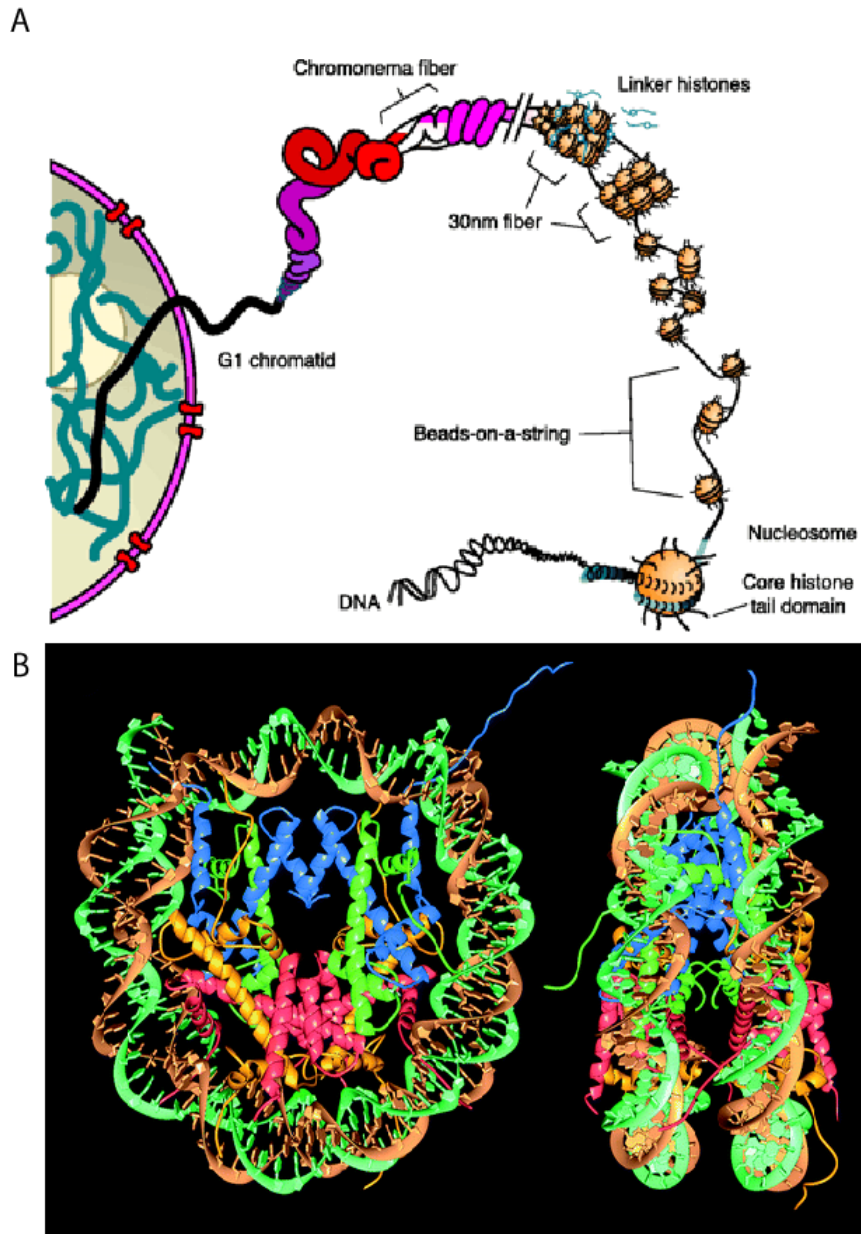 A
Chromonema fiber
Linker histones
30nm fiber
G1 chromatid
Beads-on-a-string
Nucleosome
DNA
Core histone
tail domain
B